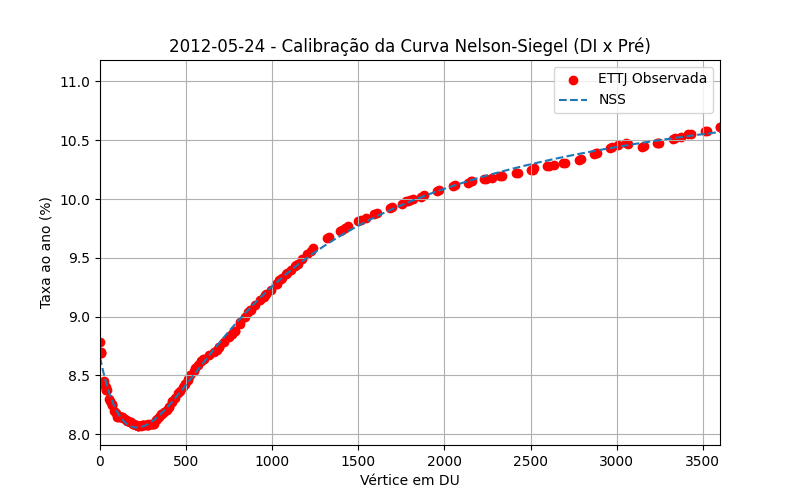 2012-05-24 - Calibração da Curva Nelson-Siegel (DI x Pré)
ETTJ Observada
NSS
Taxa ao ano (%)
11.0
10.5
10.0
9.5
9.0
8.5
8.0
0 500 1000 1500 2000 2500 3000 3500
Vértice em DU